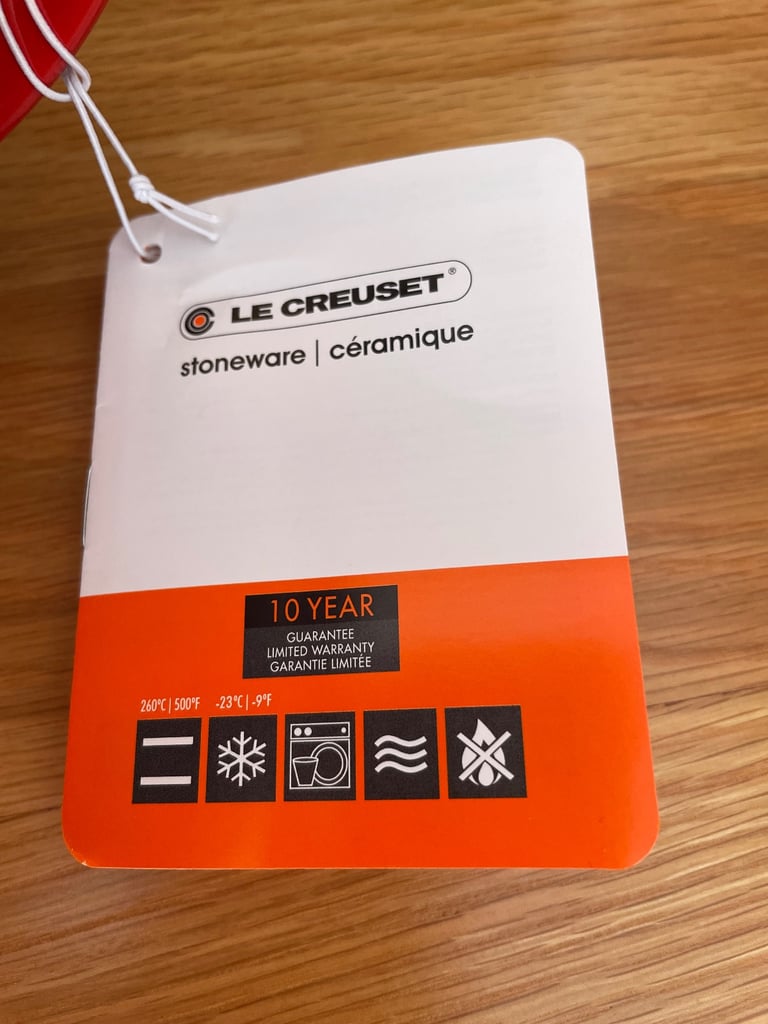 LE CREUSET®
stoneware | céramique
10 YEAR
GUARANTEE
LIMITED WARRANTY
GARANTIE LIMITÉE
260°C | 500°F -23°C | -9°F